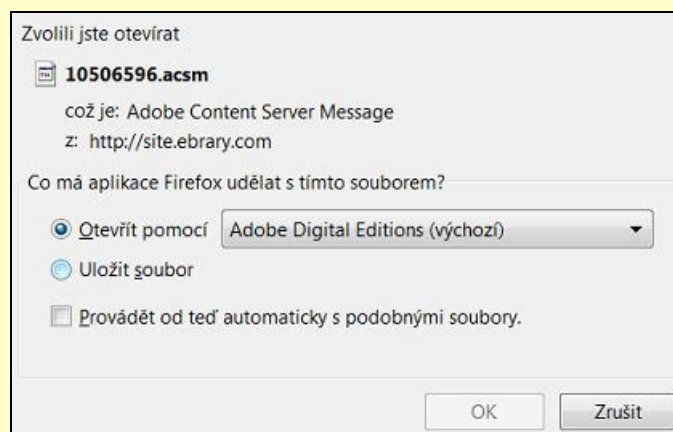 Zvolili jste otevírat
10506596.acsm
což je: Adobe Content Server Message
z: http://site.ebrary.com
Co má aplikace Firefox udělat s tímto souborem?
Otevřít pomocí Adobe Digital Editions (výchozí)
Uložit soubor
Provádět od teď automaticky s podobnými soubory.
OK Zrušit